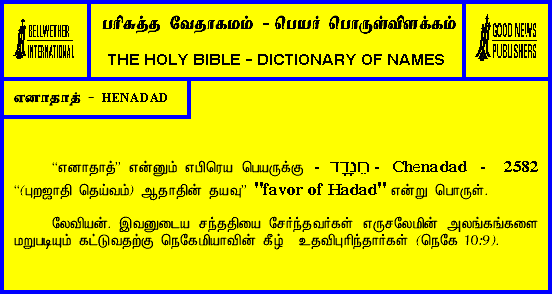 BELLWETHER
INTERNATIONAL
பரிசுத்த வேதாகமம் - பெயர் பொருள்விளக்கம்
THE HOLY BIBLE - DICTIONARY OF NAMES
GOOD NEWS
PUBLISHERS
எனாதாத் - HENADAD
“எனாதாத்” என்னும் எபிரெய பெயருக்கு - חֵנָדָד - Chenadad - 2582
“(புறஜாதி தெய்வம்) ஆதாதின் தயவு” "favor of Hadad" என்று பொருள்.
லேவியன். இவனுடைய சந்ததியை சேர்ந்தவர்கள் எருசலேமின் அலங்கங்களை
மறுபடியும் கட்டுவதற்கு நெகேமியாவின் கீழ் உதவிபுரிந்தார்கள் (நெகே 10:9).